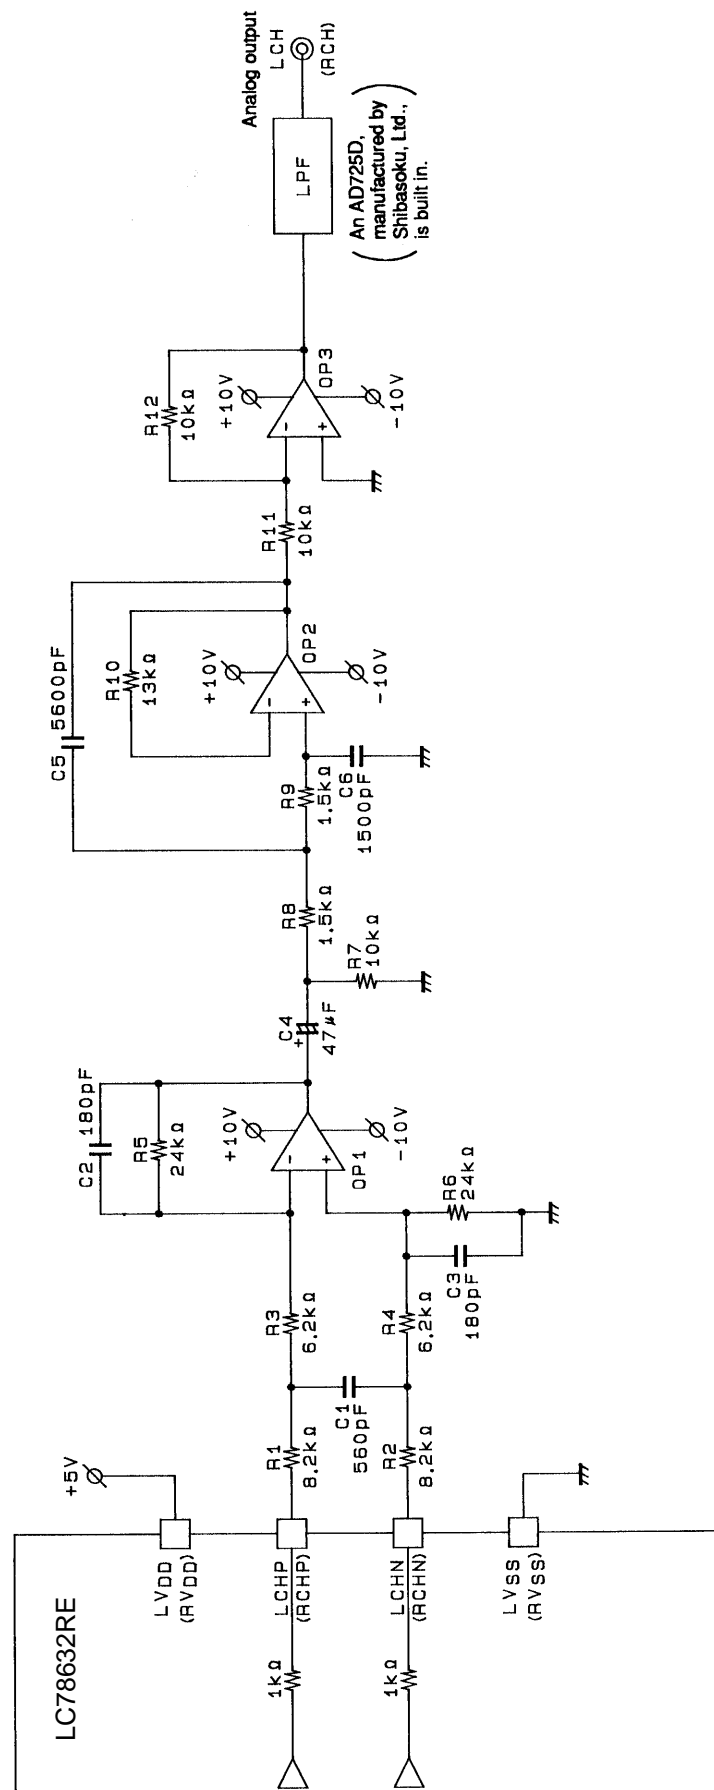 LC78632RE
+5V
LVDD
(RVDD)
LCHP
(RCHP)
LCHN
(RCHN)
LVSS
(RVSS)
1kΩ
1kΩ
R1
8.2kΩ
C1
560pF
R2
8.2kΩ
R3
6.2kΩ
R4
6.2kΩ
C3
180pF
R6
24kΩ
C2
180pF
R5
24kΩ
+10V
-
+
OP1
-10V
C4
+
47μF
R7
10kΩ
R8
1.5kΩ
R9
1.5kΩ
C6
1500pF
C5
5600pF
R10
13kΩ
+10V
-
+
OP2
-10V
R11
10kΩ
R12
10kΩ
+10V
-
+
OP3
-10V
LPF
(An AD725D,
manufactured by
Shibasoku, Ltd.,
is built in.)
Analog output
LCH
(RCH)